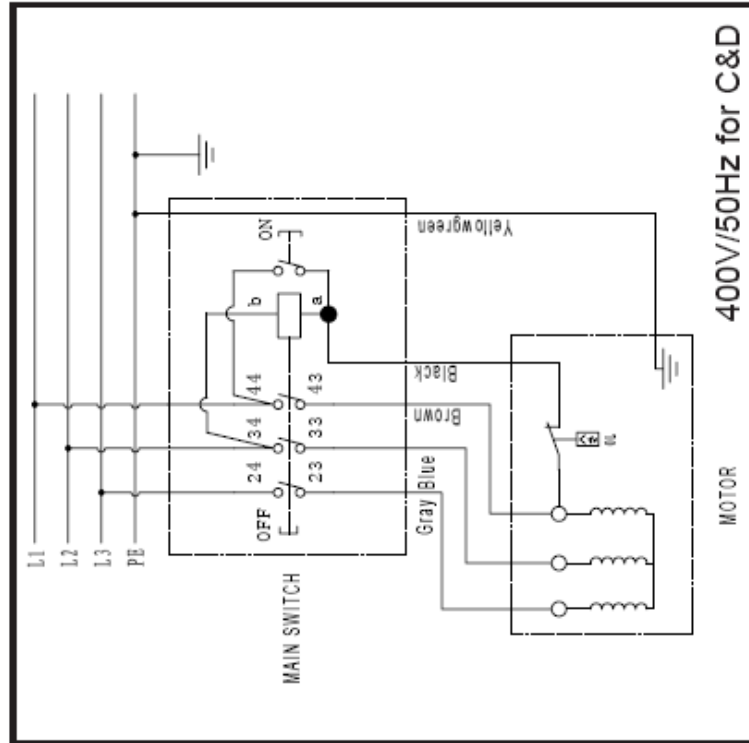 400V/50Hz for C&D
L1
L2
L3
PE
ON
b
a
44
43
34
33
24
23
OFF
MAIN SWITCH
Yellowgreen
Black
Brown
Blue
Gray
OL
MOTOR